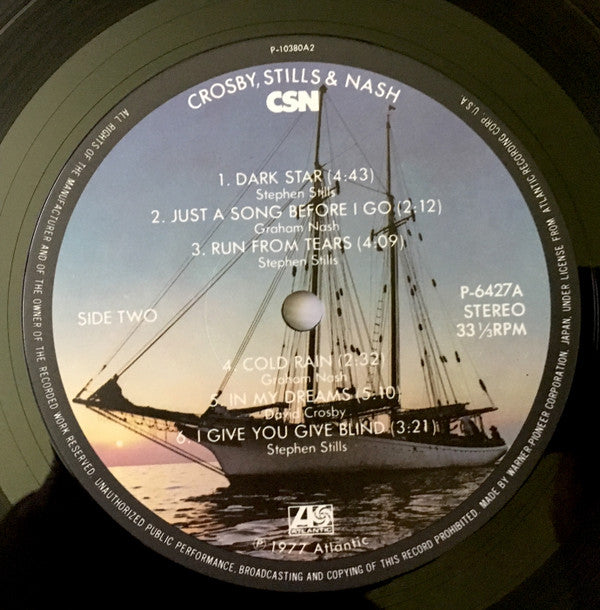 P-10380A2
CROSBY, STILLS & NASH
CSN
1. DARK STAR (4:43)
Stephen Stills
2. JUST A SONG BEFORE I GO (2:12)
Graham Nash
3. RUN FROM TEARS (4:09)
Stephen Stills
SIDE TWO
P-6427A
STEREO
33 ⅓RPM
4. COLD RAIN (2:32)
Graham Nash
5. IN MY DREAMS (5:10)
David Crosby
6. I GIVE YOU GIVE BLIND (3:21)
Stephen Stills
ATLANTIC
Ⓟ 1977 Atlantic
ALL RIGHTS OF THE MANUFACTURER AND OF THE OWNER OF THE RECORDED WORK RESERVED. UNAUTHORIZED PUBLIC PERFORMANCE, BROADCASTING AND COPYING OF THIS RECORD PROHIBITED. MADE BY WARNER-PIONEER CORPORATION, JAPAN, UNDER LICENSE FROM ATLANTIC RECORDING CORP., U.S.A.